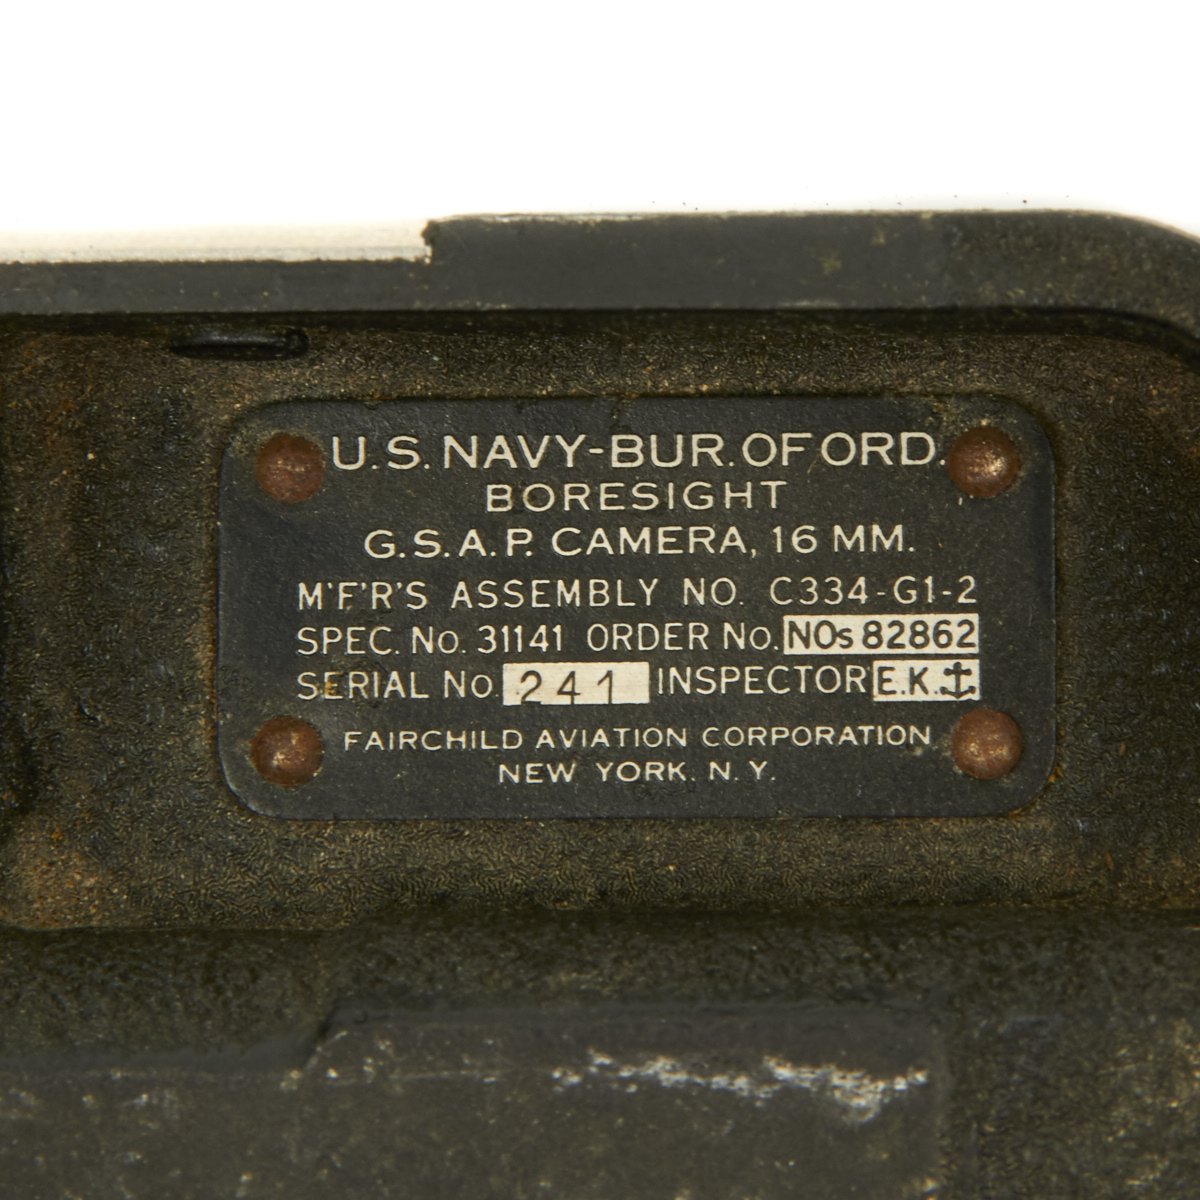 U.S. NAVY-BUR. OF ORD.
BORESIGHT
G.S.A.P. CAMERA, 16 MM.
M'F'R'S ASSEMBLY NO. C334-G1-2
SPEC. No. 31141 ORDER No. NOs 82862
SERIAL No. 241 INSPECTOR E.K.⚓
FAIRCHILD AVIATION CORPORATION
NEW YORK. N. Y.